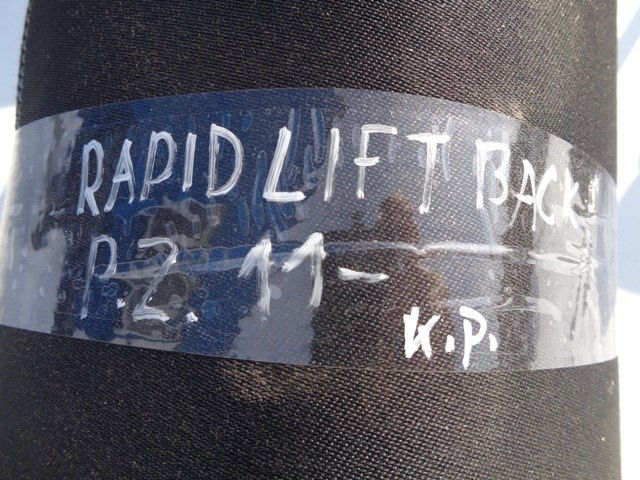 RAPID LIFT BACK
P.Z. 11-
K.P.